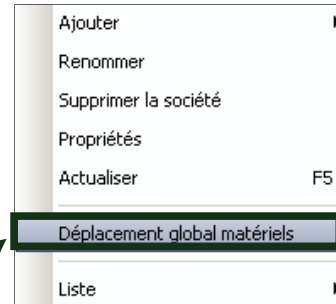 Ajouter
Renommer
Supprimer la société
Propriétés
Actualiser F5
Déplacement global matériels
Liste